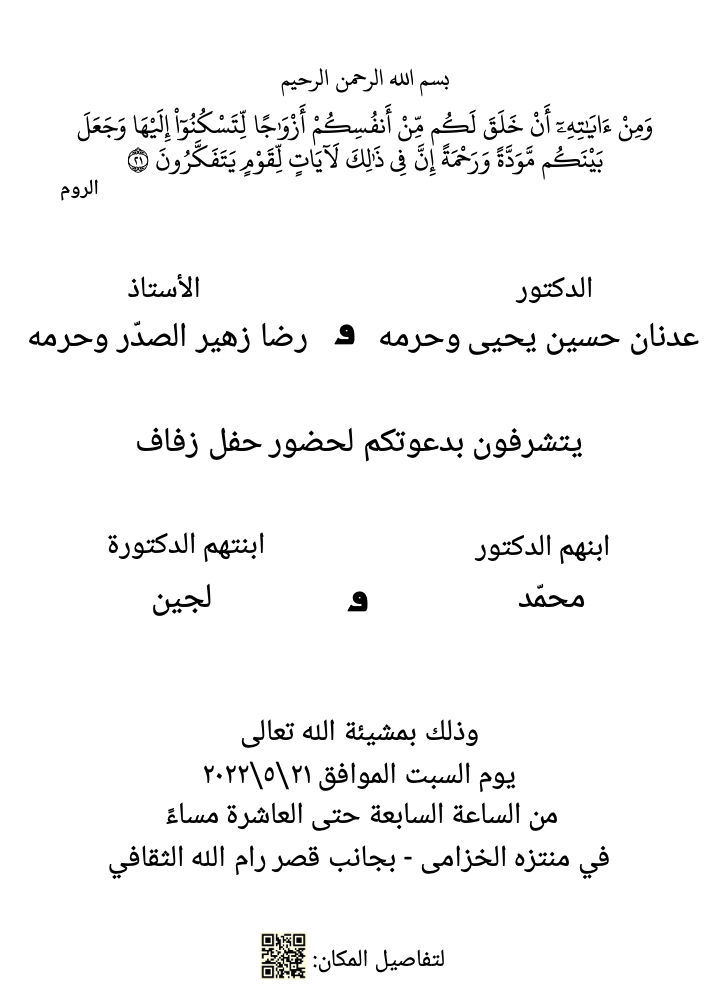 بسم الله الرحمن الرحيم
وَمِنْ ءَايَٰتِهِۦٓ أَنْ خَلَقَ لَكُم مِّنْ أَنفُسِكُمْ أَزْوَٰجًا لِّتَسْكُنُوٓا۟ إِلَيْهَا وَجَعَلَ
بَيْنَكُم مَّوَدَّةً وَرَحْمَةً إِنَّ فِى ذَٰلِكَ لَآيَاتٍ لِّقَوْمٍ يَتَفَكَّرُونَ ٢١
الروم
الدكتور الأستاذ
عدنان حسين يحيى وحرمه و رضا زهير الصدّر وحرمه
يتشرفون بدعوتكم لحضور حفل زفاف
ابنهم الدكتور ابنتهم الدكتورة
محمّد و لجين
وذلك بمشيئة الله تعالى
يوم السبت الموافق ٢١\٥\٢٠٢٢
من الساعة السابعة حتى العاشرة مساءً
في منتزه الخزامى - بجانب قصر رام الله الثقافي
لتفاصيل المكان: